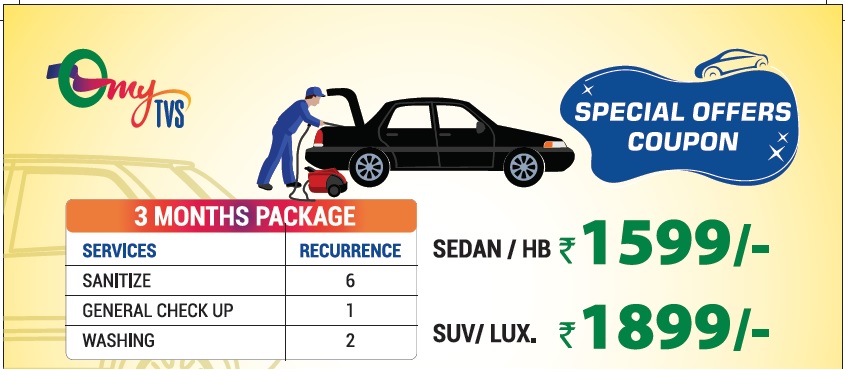 Omy
TVS
SPECIAL OFFERS
COUPON
3 MONTHS PACKAGE
SERVICES RECURRENCE
SANITIZE 6
GENERAL CHECK UP 1
WASHING 2
SEDAN / HB ₹1599/-
SUV/ LUX. ₹1899/-